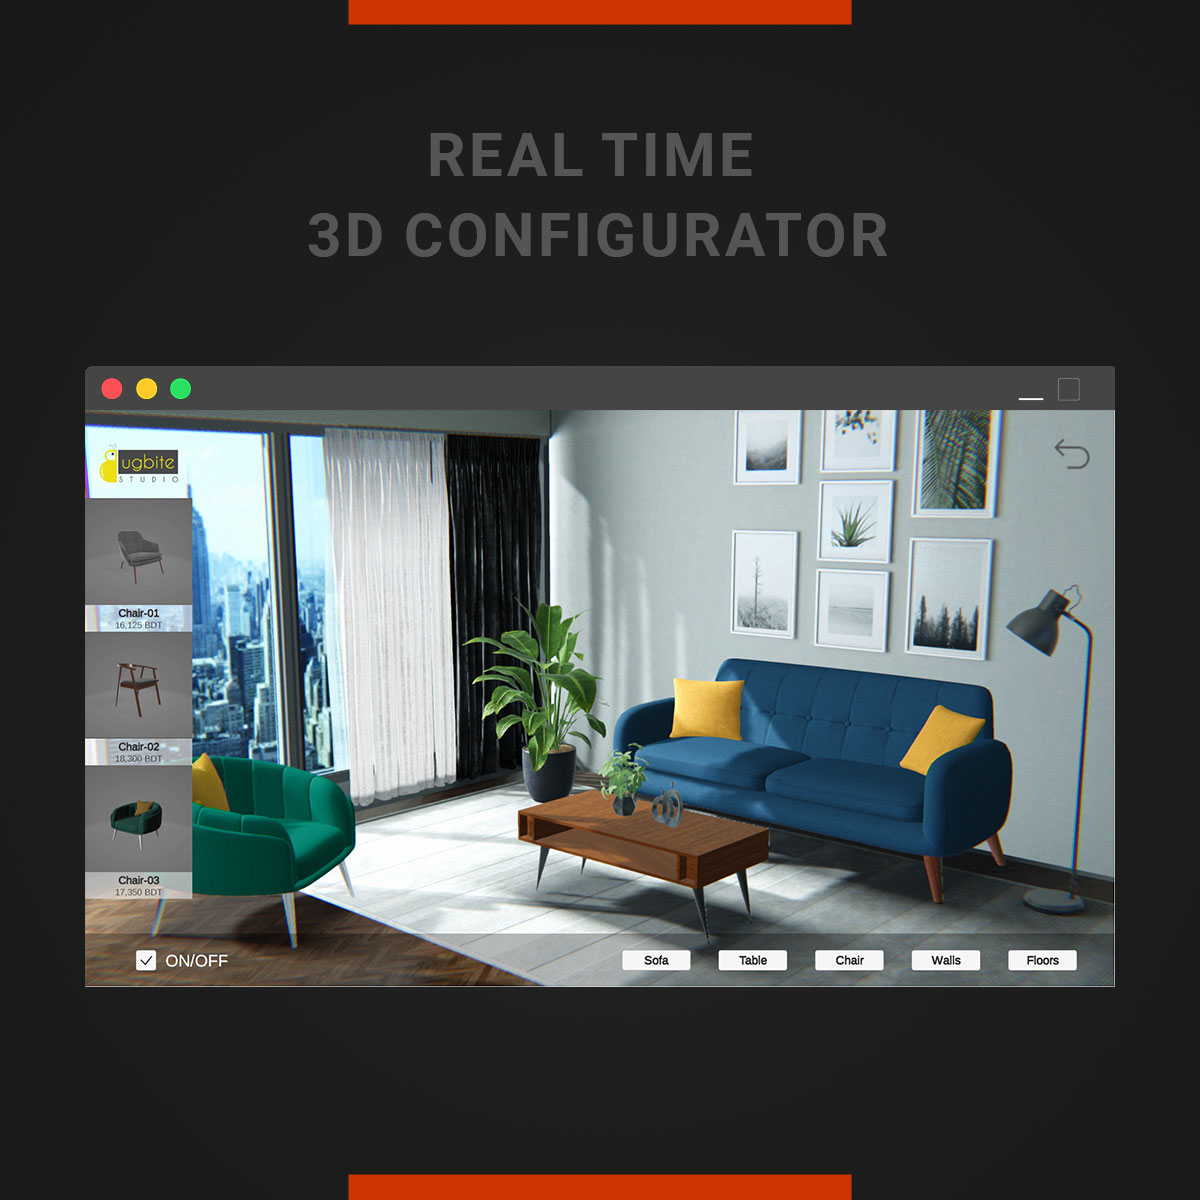 REAL TIME
3D CONFIGURATOR
ugbite
STUDIO
Chair-01
16,125 BDT
Chair-02
18,300 BDT
Chair-03
17,350 BDT
ON/OFF
Sofa
Table
Chair
Walls
Floors